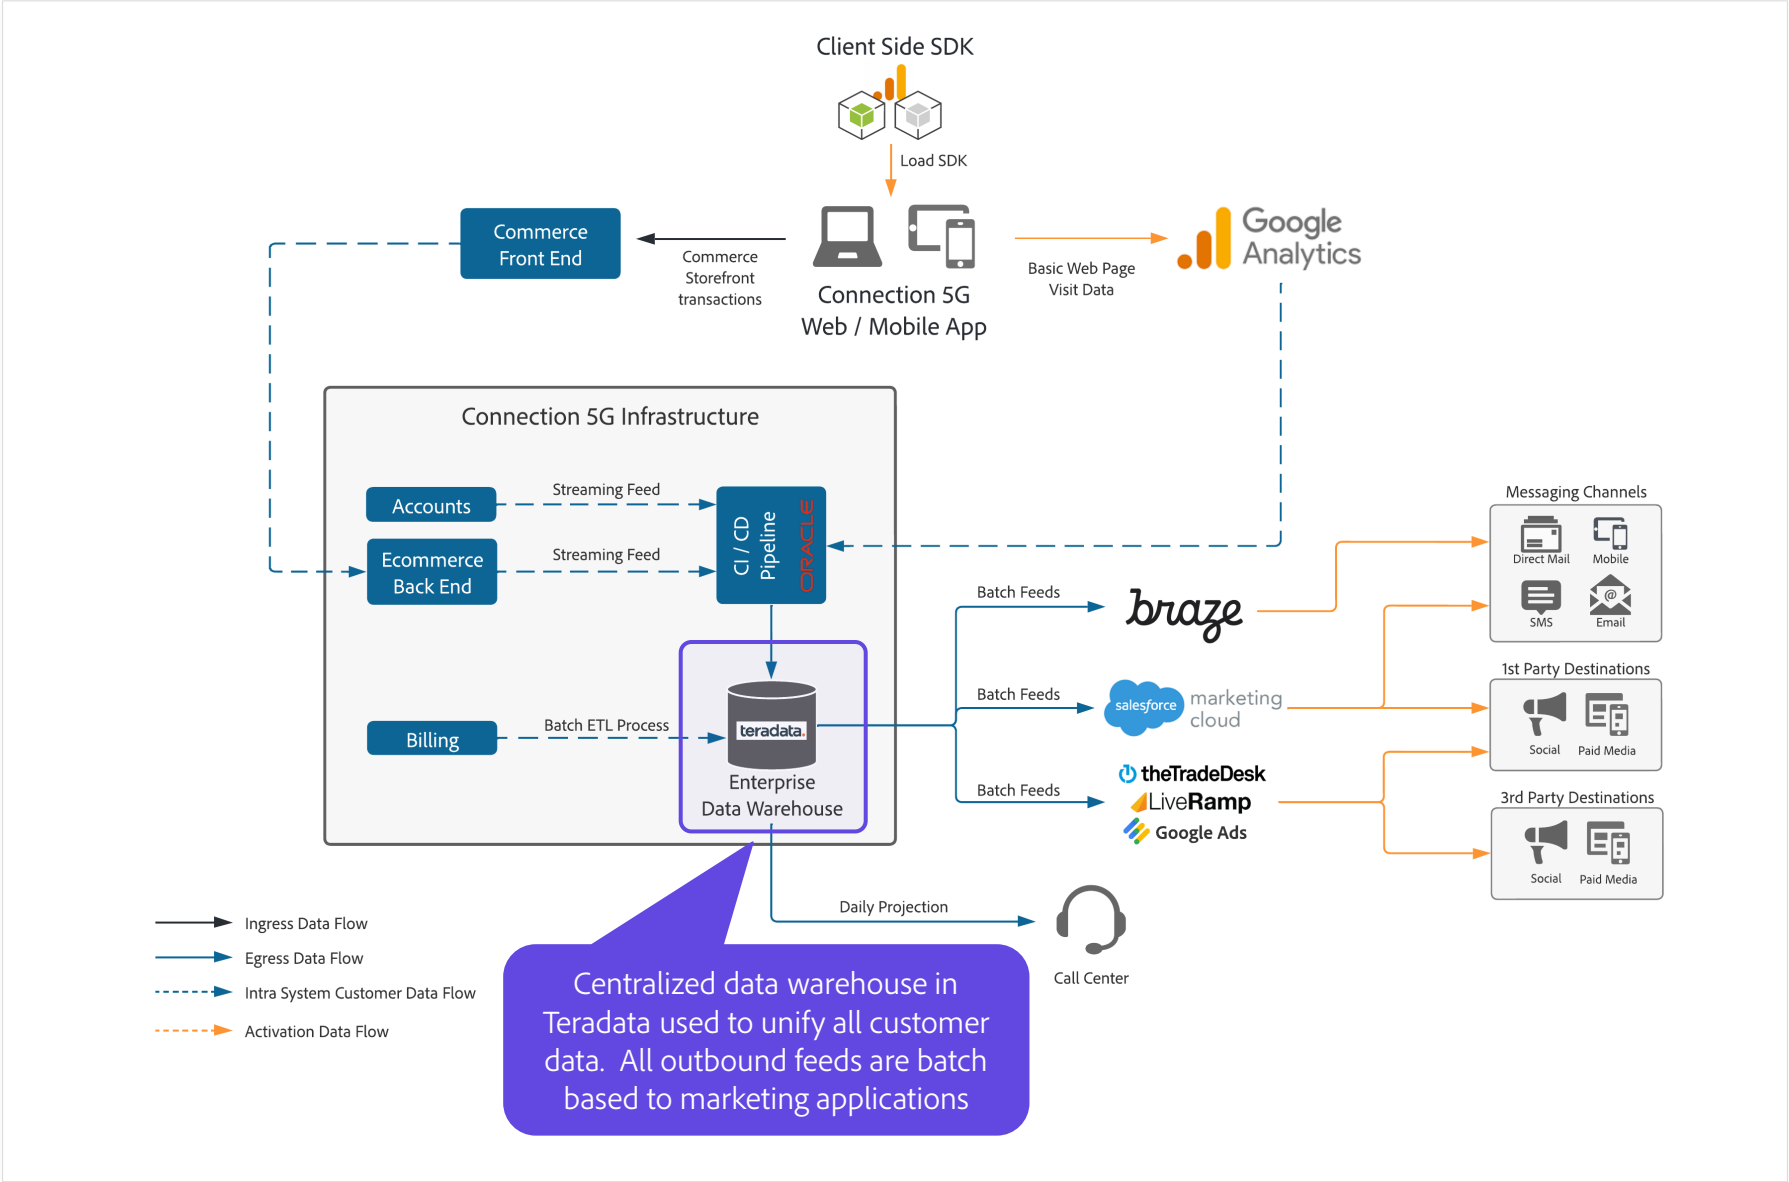 Client Side SDK
Load SDK
Commerce
Front End
Commerce
Storefront
transactions
Connection 5G
Web / Mobile App
Basic Web Page
Visit Data
Google
Analytics
Connection 5G Infrastructure
Accounts
Streaming Feed
Ecommerce
Back End
Streaming Feed
CI / CD
Pipeline
ORACLE
Billing
Batch ETL Process
teradata.
Enterprise
Data Warehouse
Batch Feeds
braze
Batch Feeds
salesforce
marketing
cloud
Batch Feeds
theTradeDesk
LiveRamp
Google Ads
Messaging Channels
Direct Mail
Mobile
SMS
@
Email
1st Party Destinations
Social
Paid Media
3rd Party Destinations
Social
Paid Media
Daily Projection
Call Center
Ingress Data Flow
Egress Data Flow
Intra System Customer Data Flow
Activation Data Flow
Centralized data warehouse in
Teradata used to unify all customer
data.  All outbound feeds are batch
based to marketing applications